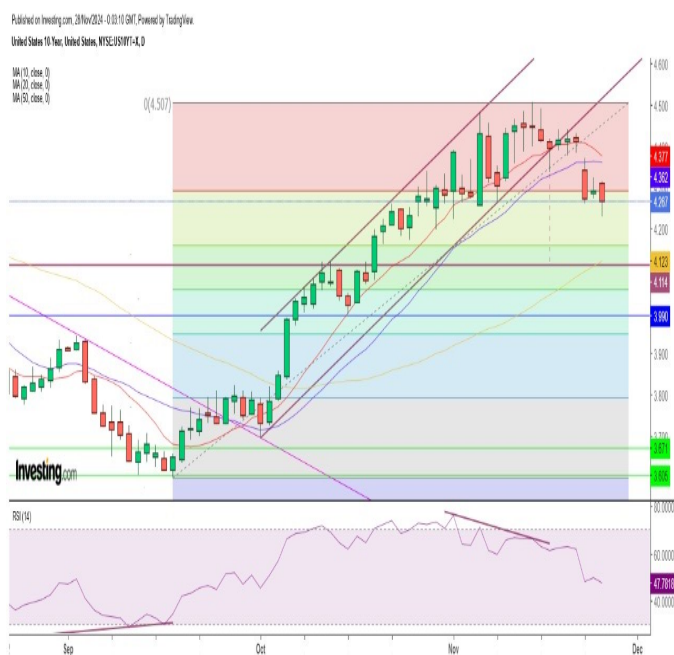 Published on Investing.com, 28/Nov/2024 - 0:03:10 GMT, Powered by TradingView.
United States 10-Year, United States, NYSE:US10YT=X, D
MA (10, close, 0)
MA (20, close, 0)
MA (50, close, 0)
0(4.507)
4.600
4.500
4.377
4.362
4.267
4.200
4.123
4.114
3.990
3.900
3.800
3.671
3.605
Investing.com
RSI (14)
80.0000
60.0000
47.7818
40.0000
Sep
Oct
Nov
Dec